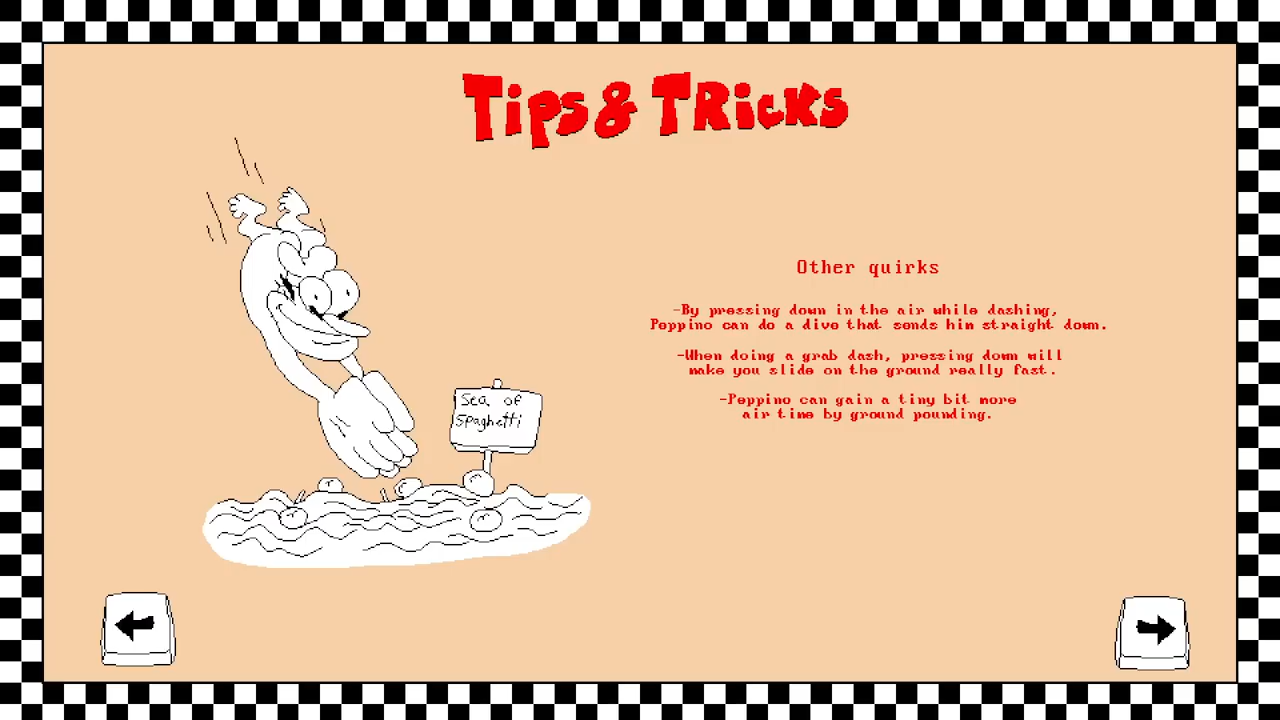 Tips & Tricks
Other quirks
-By pressing down in the air while dashing,
Peppino can do a dive that sends him straight down.
-When doing a grab dash, pressing down will
make you slide on the ground really fast.
-Peppino can gain a tiny bit more
air time by ground pounding.
Sea of
Spaghetti